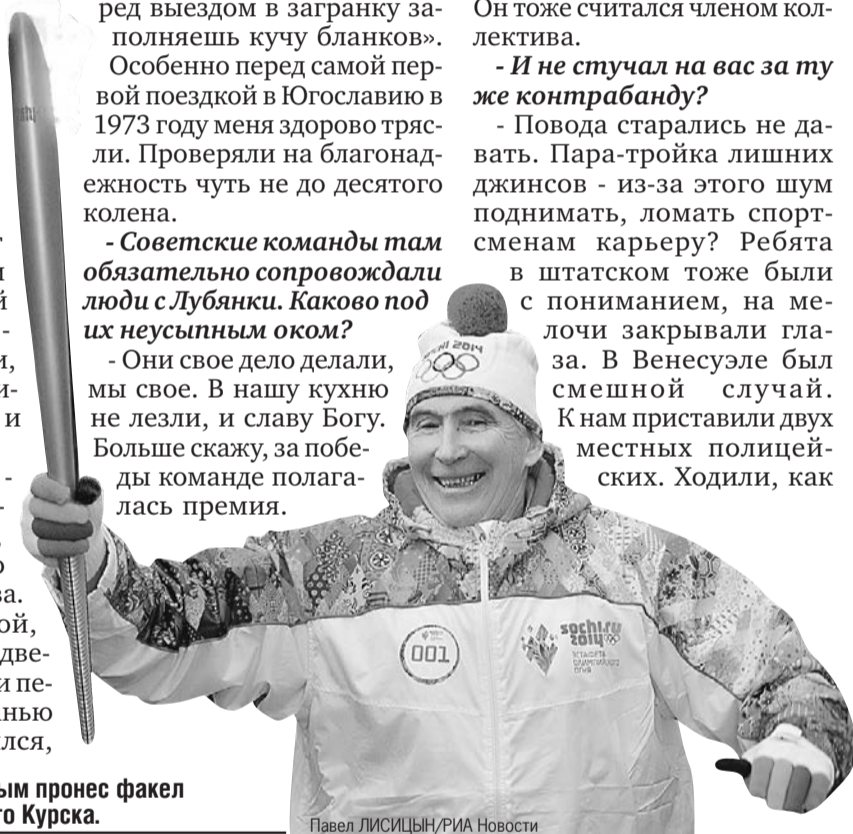 ред выездом в загранку за-
полняешь кучу бланков».
Особенно перед самой пер-
вой поездкой в Югославию в
1973 году меня здорово тряс-
ли. Проверяли на благонад-
ежность чуть не до десятого
колена.
- Советские команды там
обязательно сопровождали
люди с Лубянки. Каково под
их неусыпным оком?
- Они свое дело делали,
мы свое. В нашу кухню
не лезли, и славу Богу.
Больше скажу, за побе-
ды команде полага-
лась премия.
Он тоже считался членом кол-
лектива.
- И не стучал на вас за ту
же контрабанду?
- Повода старались не да-
вать. Пара-тройка лишних
джинсов - из-за этого шум
поднимать, ломать спорт-
сменам карьеру? Ребята
в штатском тоже были
с пониманием, на ме-
лочи закрывали гла-
за. В Венесуэле был
смешной случай.
К нам приставили двух
местных полицей-
ских. Ходили, как
2014
001
sochi.ru
2014
ЭСТАФЕТА
ОЛИМПИЙСКОГО
ОГНЯ
пронес факел
Курска.
Павел ЛИСИЦЫН/РИА Новости